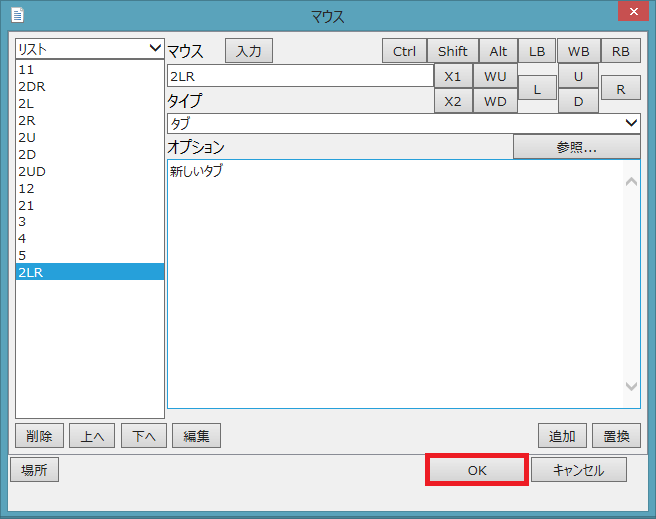 マウス
リスト
11
2DR
2L
2R
2U
2D
2UD
12
21
3
4
5
2LR
マウス 入力 Ctrl Shift Alt LB WB RB
2LR X1 WU L U R
タイプ X2 WD D
タブ
オプション 参照...
新しいタブ
削除 上へ 下へ 編集 追加 置換
場所 OK キャンセル